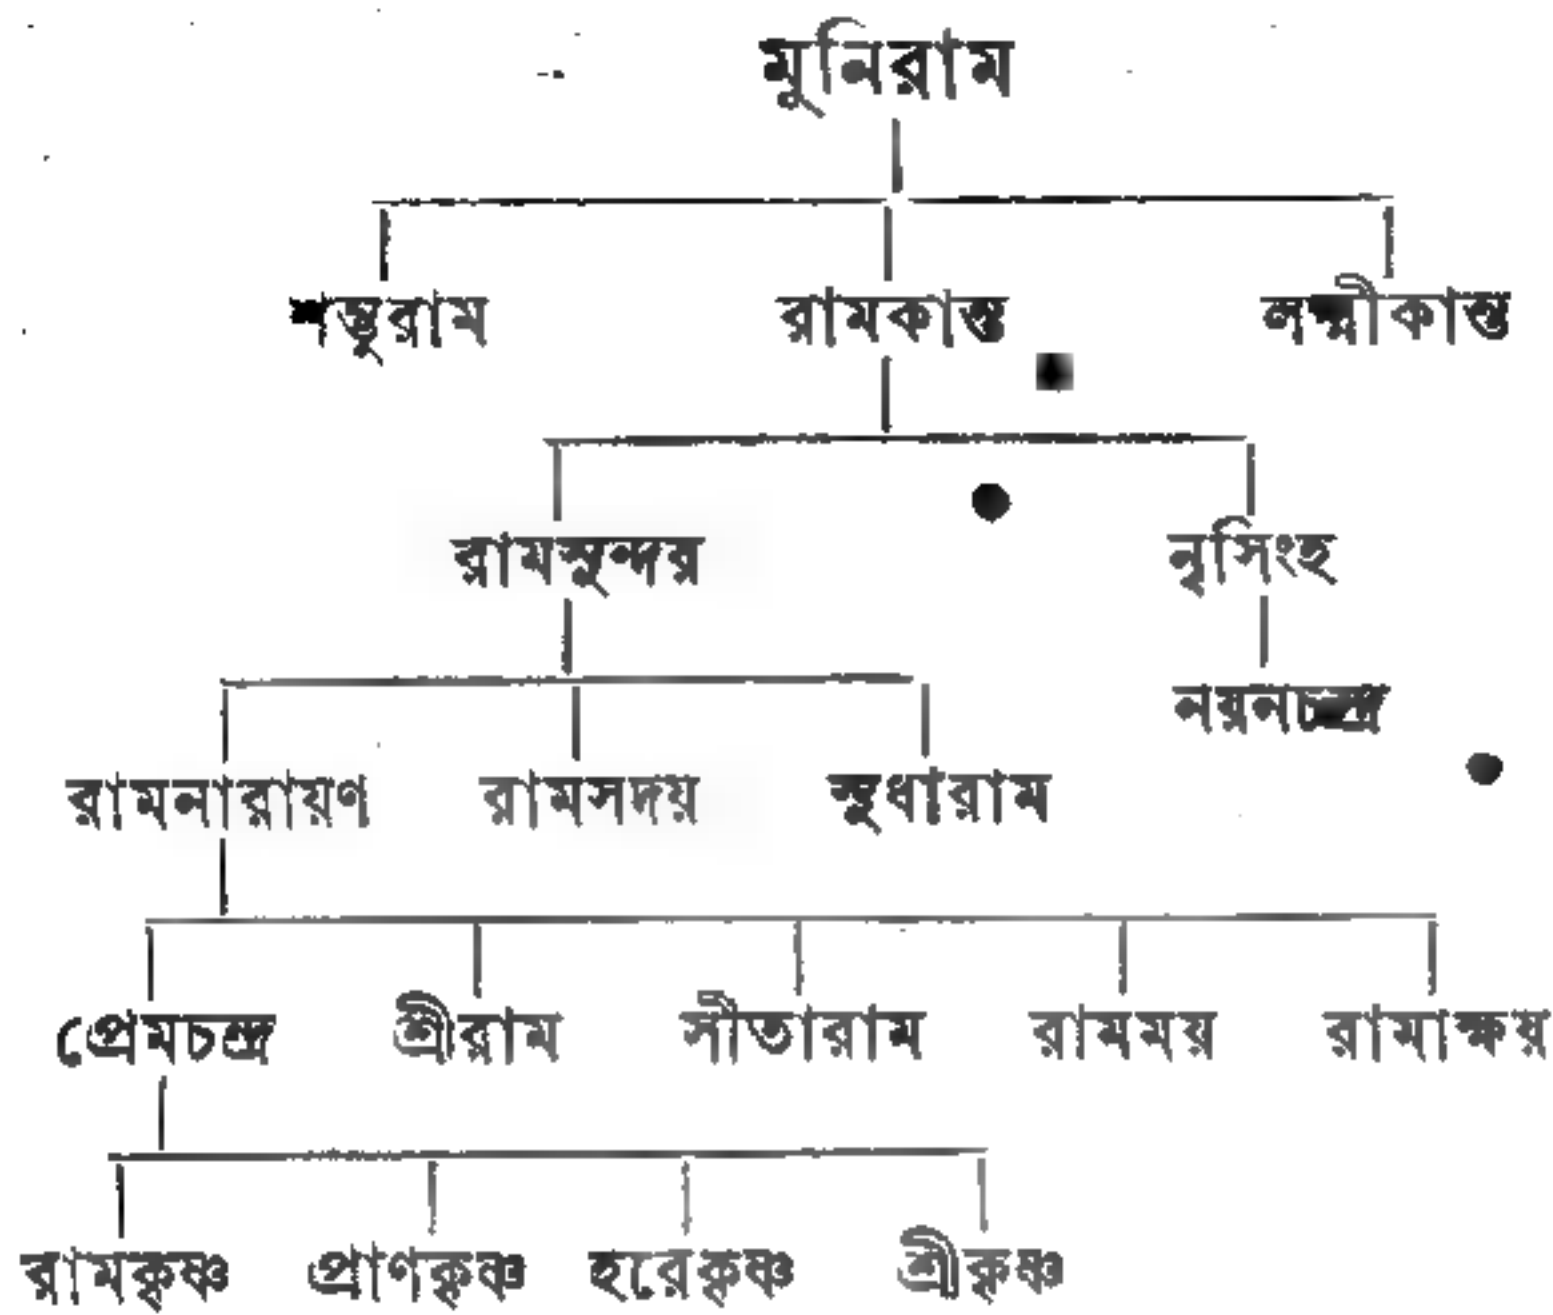 মুনিরাম
শম্ভুরাম রামকান্ত লক্ষ্মীকান্ত
রামসুন্দর নৃসিংহ
নয়নচন্দ্র
রামনারায়ণ রামসদয় সুধারাম
প্রেমচন্দ্র শ্রীরাম সীতারাম রামময় রামাক্ষয়
রামকৃষ্ণ প্রাণকৃষ্ণ হরেকৃষ্ণ শ্রীকৃষ্ণ